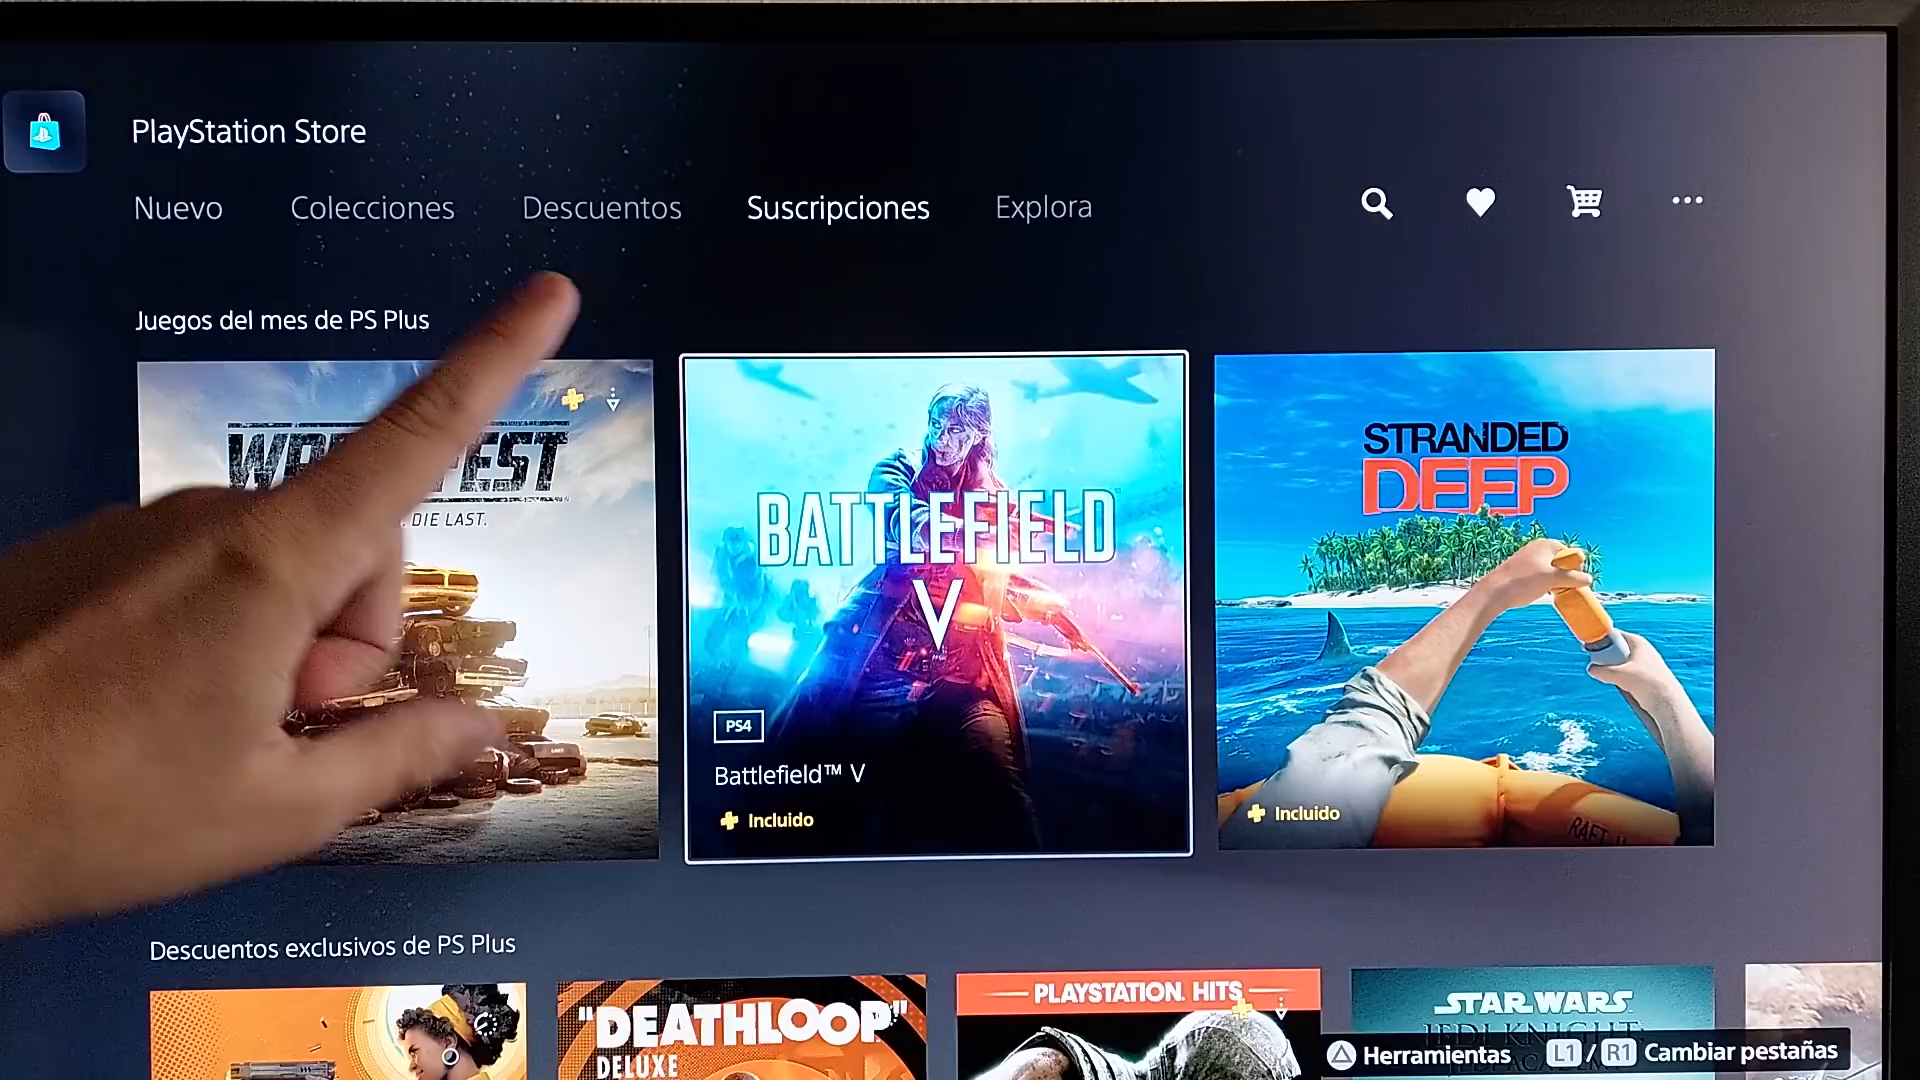 PlayStation Store
Nuevo Colecciones Descuentos Suscripciones Explora
Juegos del mes de PS Plus
DIE LAST.
BATTLEFIELD
V
PS4
Battlefield™ V
Incluido
STRANDED
DEEP
Incluido
Descuentos exclusivos de PS Plus
"DEATHLOOP"
DELUXE
PLAYSTATION HITS
STAR WARS
JEDI KNIGHT:
Herramientas L1 / R1 Cambiar pestañas